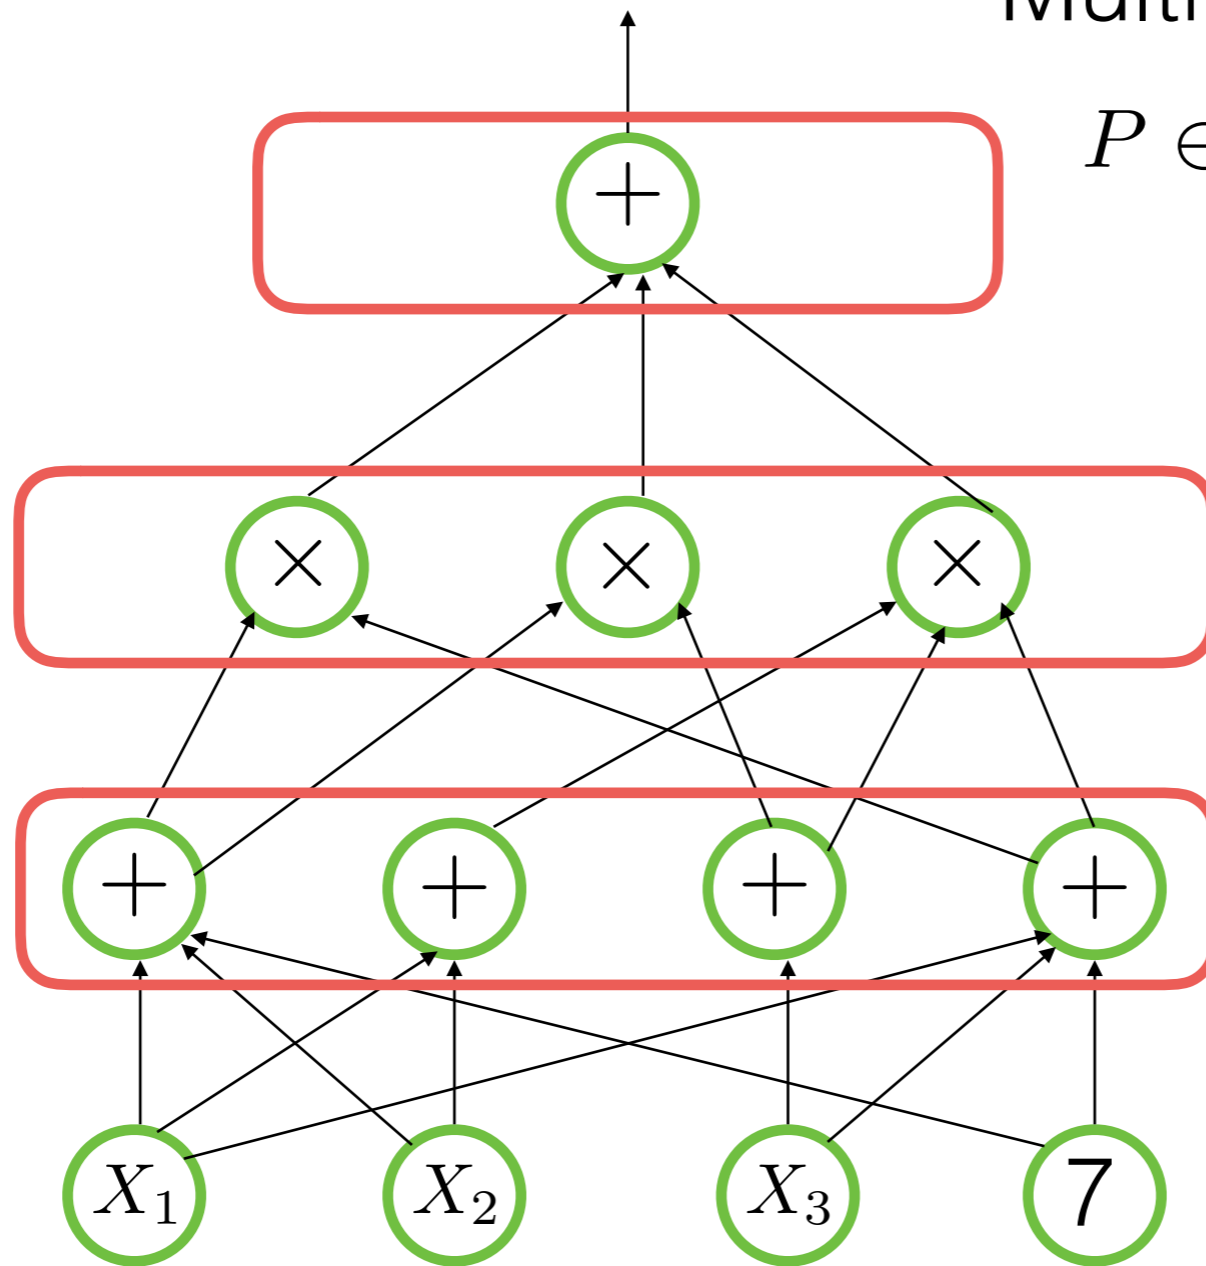 P ∈
+
× × ×
+ + + +
X₁ X₂ X₃ 7